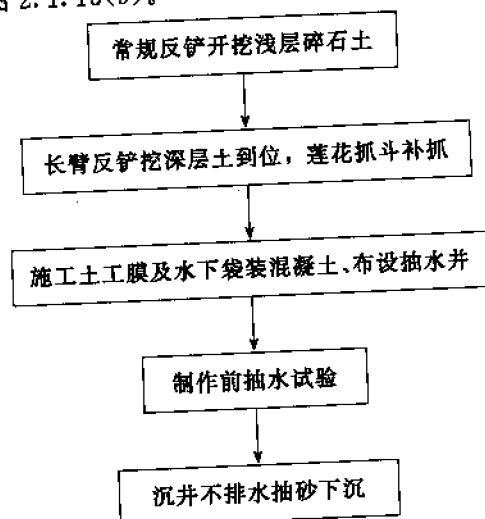 2.1.10(b)。
常规反铲开挖浅层碎石土
长臂反铲挖深层土到位，莲花抓斗补抓
施工土工膜及水下袋装混凝土、布设抽水井
制作前抽水试验
沉井不排水抽砂下沉